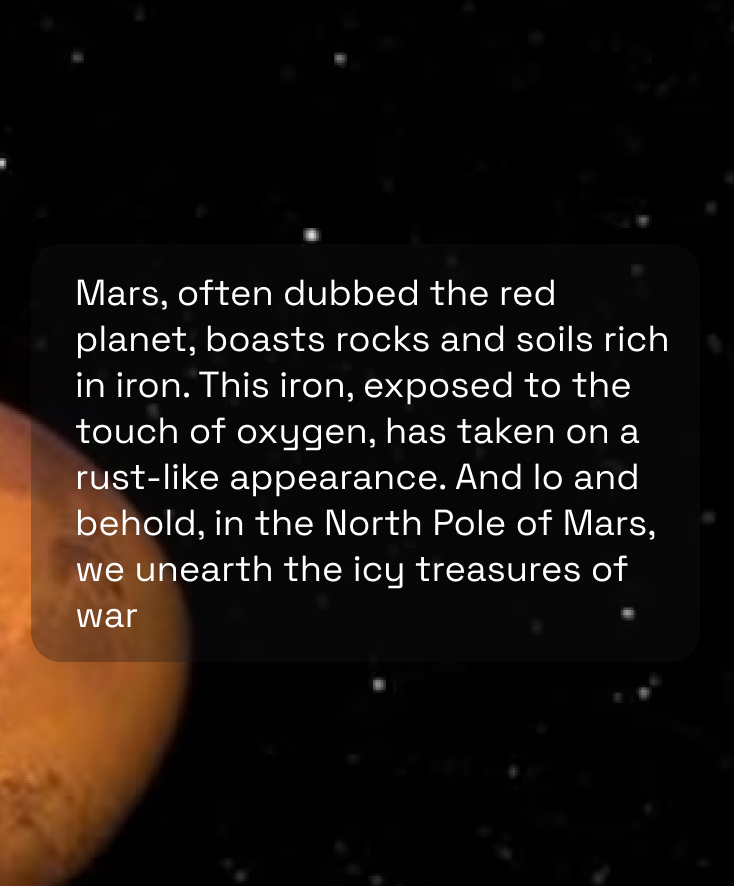 Mars, often dubbed the red
planet, boasts rocks and soils rich
in iron. This iron, exposed to the
touch of oxygen, has taken on a
rust-like appearance. And lo and
behold, in the North Pole of Mars,
we unearth the icy treasures of
war